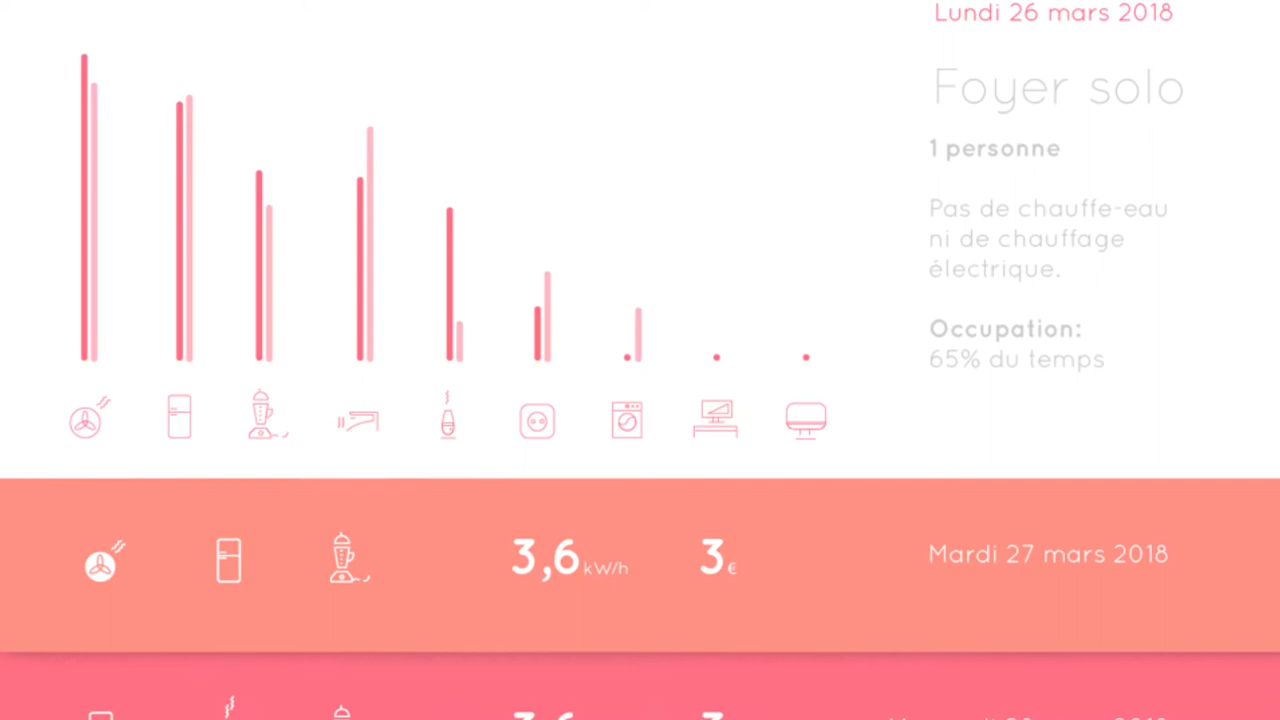 Lundi 26 mars 2018
Foyer solo
1 personne
Pas de chauffe-eau
ni de chauffage
électrique.
Occupation:
65% du temps
3,6 kW/h 3 € Mardi 27 mars 2018